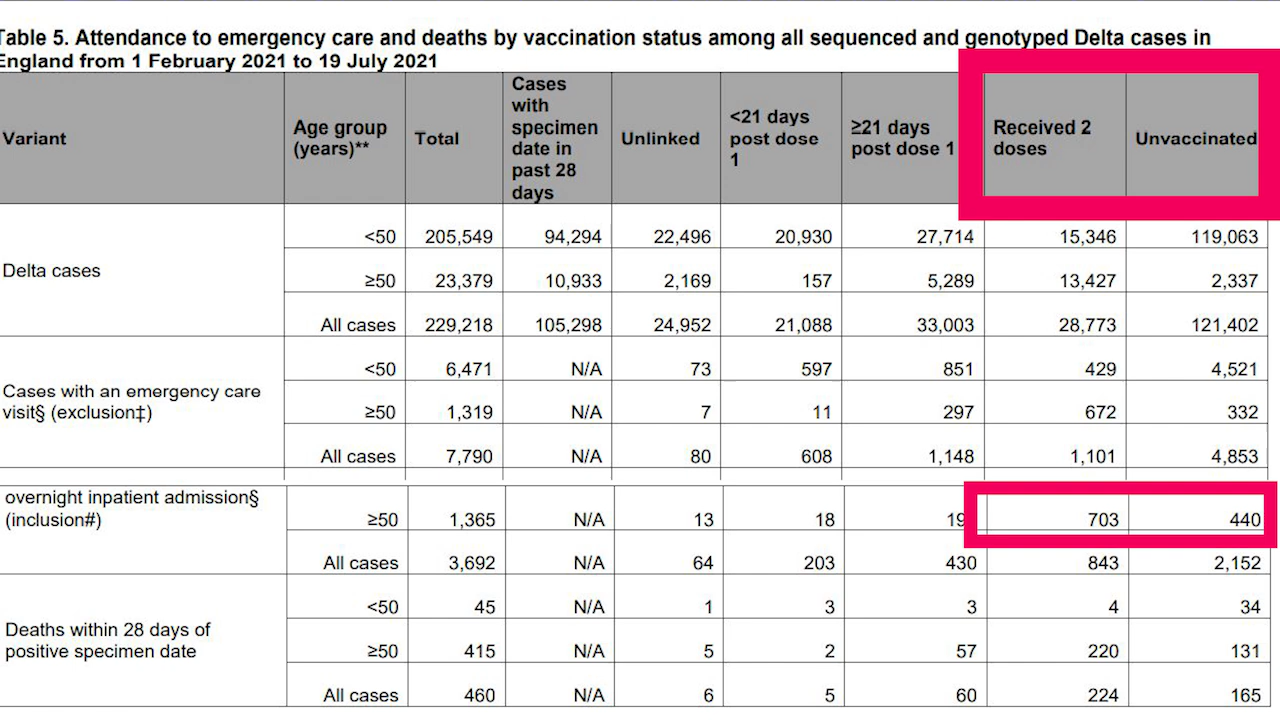 Table 5. Attendance to emergency care and deaths by vaccination status among all sequenced and genotyped Delta cases in
England from 1 February 2021 to 19 July 2021
Variant Age group (years)** Total Cases with specimen date in past 28 days Unlinked <21 days post dose 1 ≥21 days post dose 1 Received 2 doses Unvaccinated
Delta cases
<50 205,549 94,294 22,496 20,930 27,714 15,346 119,063
≥50 23,379 10,933 2,169 157 5,289 13,427 2,337
All cases 229,218 105,298 24,952 21,088 33,003 28,773 121,402
Cases with an emergency care
visit§ (exclusion‡)
<50 6,471 N/A 73 597 851 429 4,521
≥50 1,319 N/A 7 11 297 672 332
All cases 7,790 N/A 80 608 1,148 1,101 4,853
overnight inpatient admission§
(inclusion#)
≥50 1,365 N/A 13 18 19 703 440
All cases 3,692 N/A 64 203 430 843 2,152
Deaths within 28 days of
positive specimen date
<50 45 N/A 1 3 3 4 34
≥50 415 N/A 5 2 57 220 131
All cases 460 N/A 6 5 60 224 165